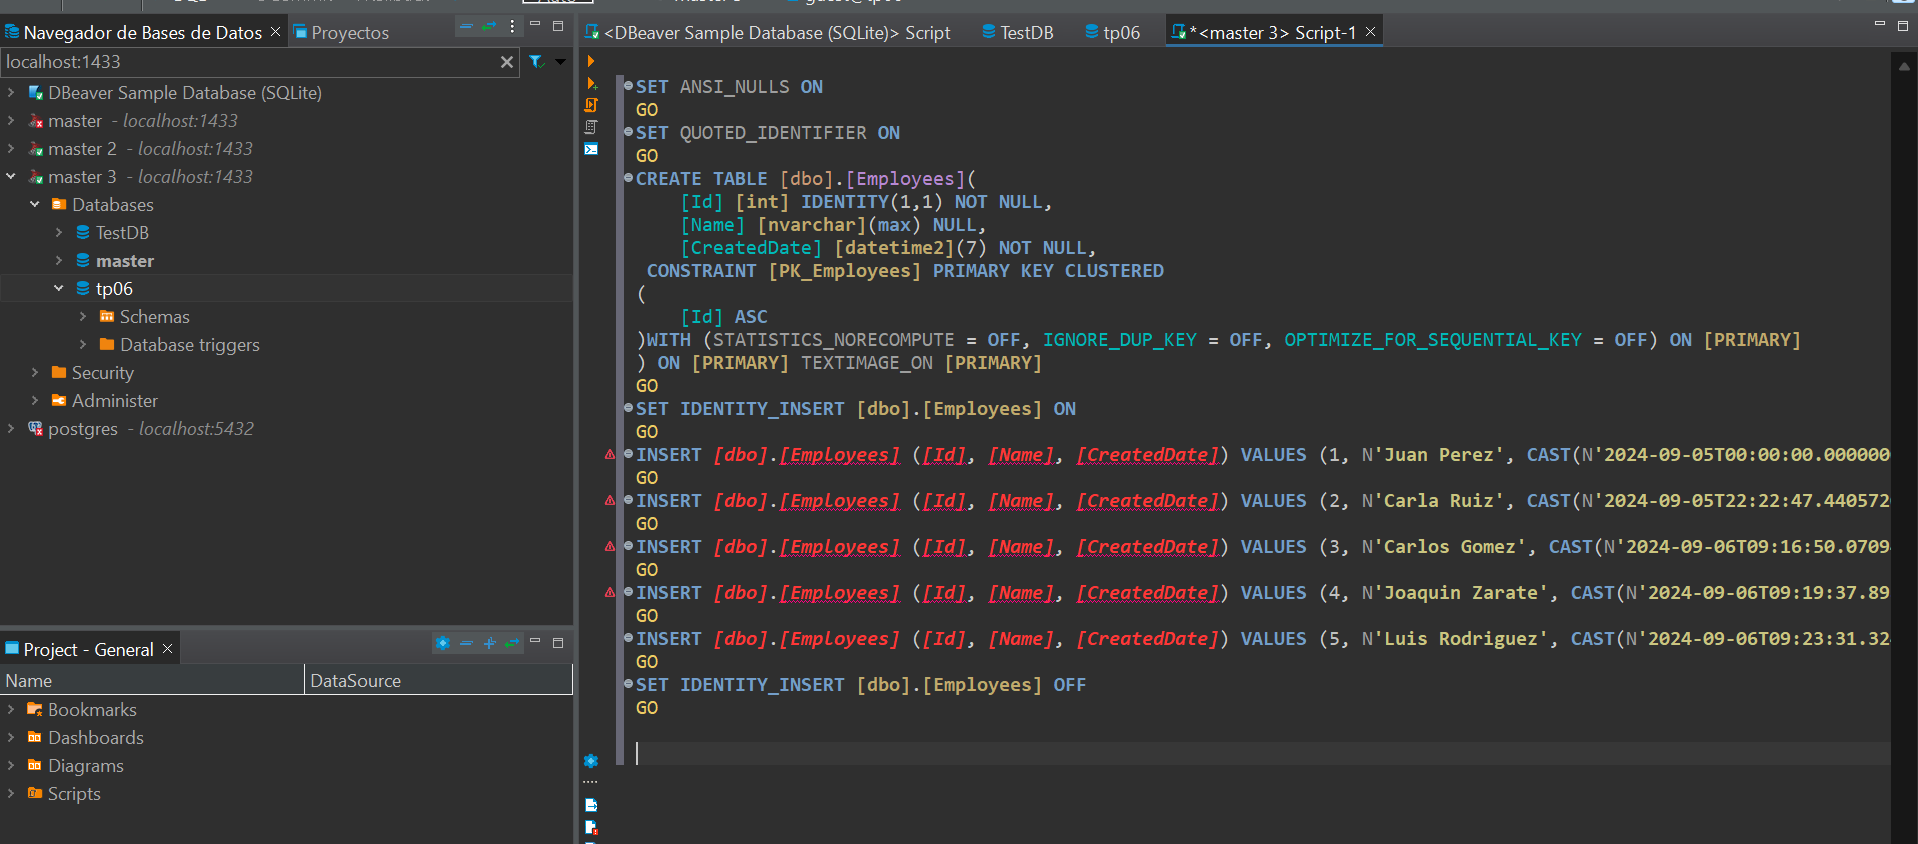 Navegador de Bases de Datos
Proyectos
localhost:1433
DBeaver Sample Database (SQLite)
master - localhost:1433
master 2 - localhost:1433
master 3 - localhost:1433
Databases
TestDB
master
tp06
Schemas
Database triggers
Security
Administer
postgres - localhost:5432
Project - General
Name DataSource
Bookmarks
Dashboards
Diagrams
Scripts
<DBeaver Sample Database (SQLite)> Script
TestDB
tp06
*<master 3> Script-1
SET ANSI_NULLS ON
GO
SET QUOTED_IDENTIFIER ON
GO
CREATE TABLE [dbo].[Employees](
[Id] [int] IDENTITY(1,1) NOT NULL,
[Name] [nvarchar](max) NULL,
[CreatedDate] [datetime2](7) NOT NULL,
CONSTRAINT [PK_Employees] PRIMARY KEY CLUSTERED
(
[Id] ASC
)WITH (STATISTICS_NORECOMPUTE = OFF, IGNORE_DUP_KEY = OFF, OPTIMIZE_FOR_SEQUENTIAL_KEY = OFF) ON [PRIMARY]
) ON [PRIMARY] TEXTIMAGE_ON [PRIMARY]
GO
SET IDENTITY_INSERT [dbo].[Employees] ON
GO
INSERT [dbo].[Employees] ([Id], [Name], [CreatedDate]) VALUES (1, N'Juan Perez', CAST(N'2024-09-05T00:00:00.000000
GO
INSERT [dbo].[Employees] ([Id], [Name], [CreatedDate]) VALUES (2, N'Carla Ruiz', CAST(N'2024-09-05T22:22:47.440572
GO
INSERT [dbo].[Employees] ([Id], [Name], [CreatedDate]) VALUES (3, N'Carlos Gomez', CAST(N'2024-09-06T09:16:50.0709
GO
INSERT [dbo].[Employees] ([Id], [Name], [CreatedDate]) VALUES (4, N'Joaquin Zarate', CAST(N'2024-09-06T09:19:37.89
GO
INSERT [dbo].[Employees] ([Id], [Name], [CreatedDate]) VALUES (5, N'Luis Rodriguez', CAST(N'2024-09-06T09:23:31.32
GO
SET IDENTITY_INSERT [dbo].[Employees] OFF
GO